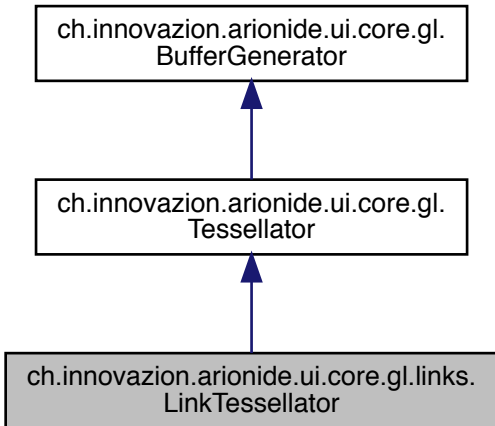 ch.innovazion.arionide.ui.core.gl.
BufferGenerator
ch.innovazion.arionide.ui.core.gl.
Tessellator
ch.innovazion.arionide.ui.core.gl.links.
LinkTessellator